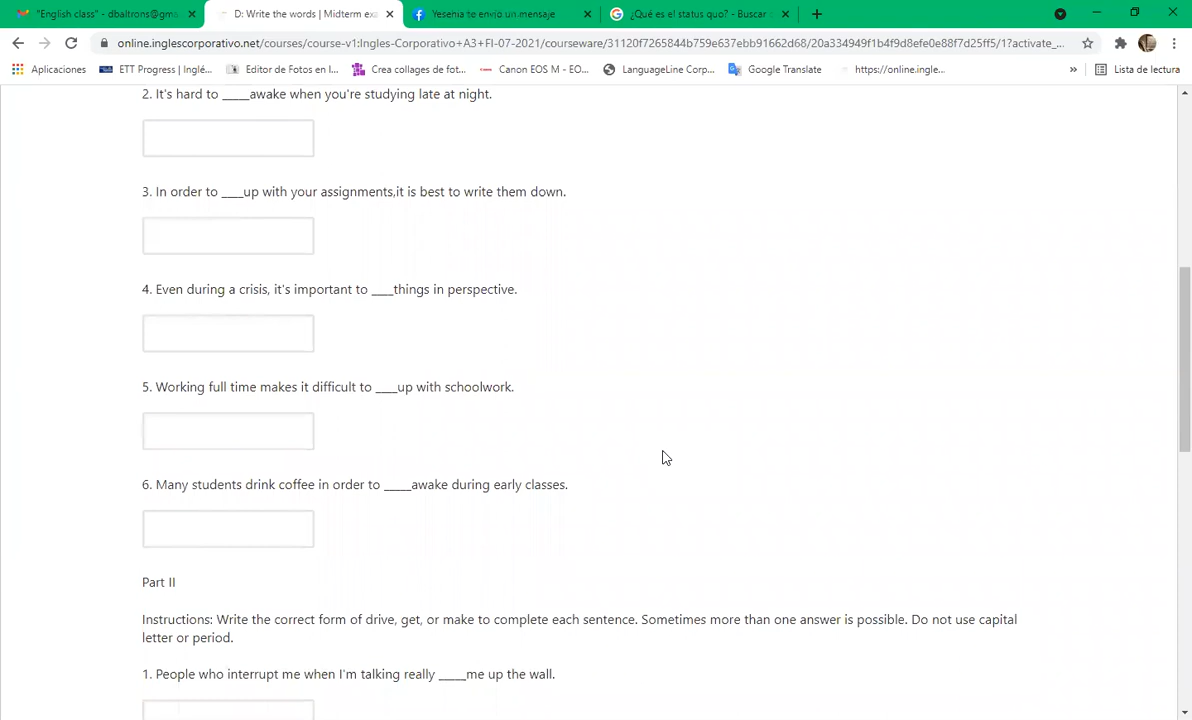 "English class" - dbaltrons@gma
D: Write the words | Midterm exa
Yesenia te envió un mensaje
¿Qué es el status quo? - Buscar
online.inglescorporativo.net/courses/course-v1:Ingles-Corporativo+A3+FI-07-2021/courseware/31120f7265844b759e637ebb91662d68/20a334949f1b4f9d8efe0e88f7d25ff5/1?activate_...
Aplicaciones
ETT Progress | Inglé...
Editor de Fotos en l...
Crea collages de fot...
Canon EOS M - EO...
LanguageLine Corp...
Google Translate
https://online.ingle...
»
Lista de lectura
2. It's hard to _____awake when you're studying late at night.
3. In order to ____up with your assignments,it is best to write them down.
4. Even during a crisis, it's important to ____things in perspective.
5. Working full time makes it difficult to ____up with schoolwork.
6. Many students drink coffee in order to _____awake during early classes.
Part II
Instructions: Write the correct form of drive, get, or make to complete each sentence. Sometimes more than one answer is possible. Do not use capital
letter or period.
1. People who interrupt me when I'm talking really _____me up the wall.